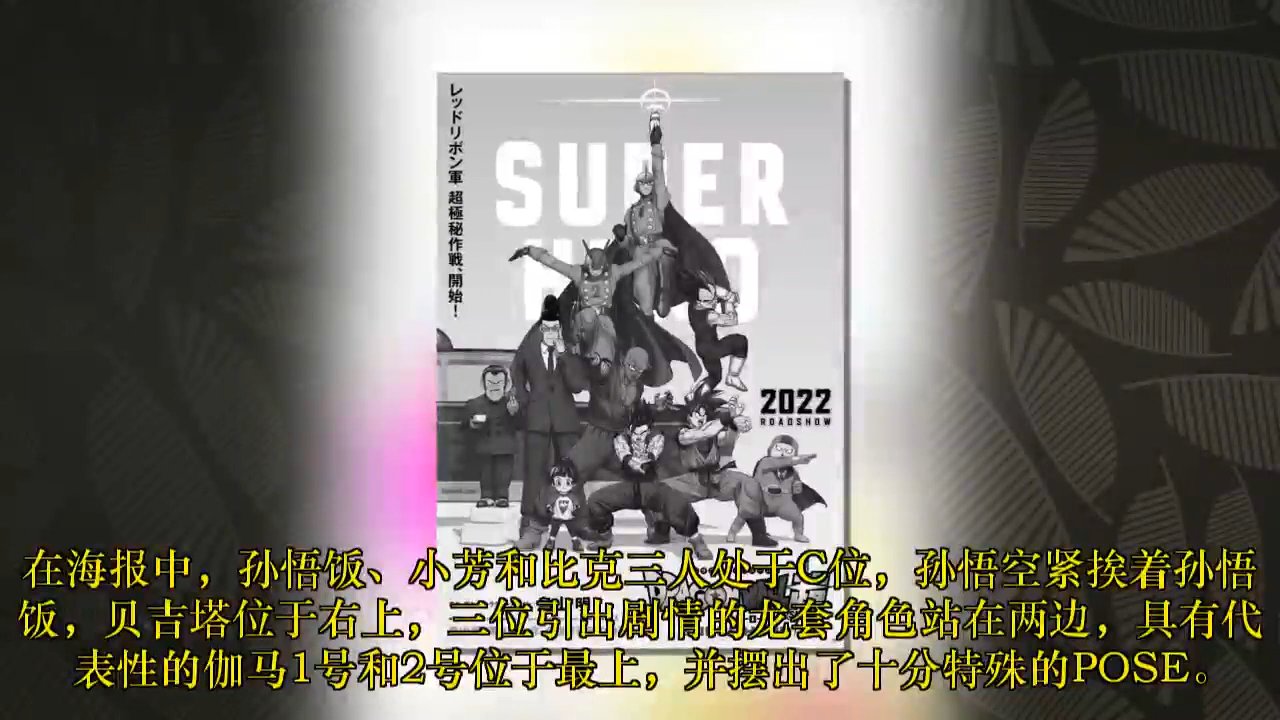 レッドリボン軍 超極秘作戦、開始！
SUPER
2022
ROADSHOW
在海报中，孙悟饭、小芳和比克三人处于C位，孙悟空紧挨着孙悟
饭，贝吉塔位于右上，三位引出剧情的龙套角色站在两边，具有代
表性的伽马1号和2号位于最上，并摆出了十分特殊的POSE。